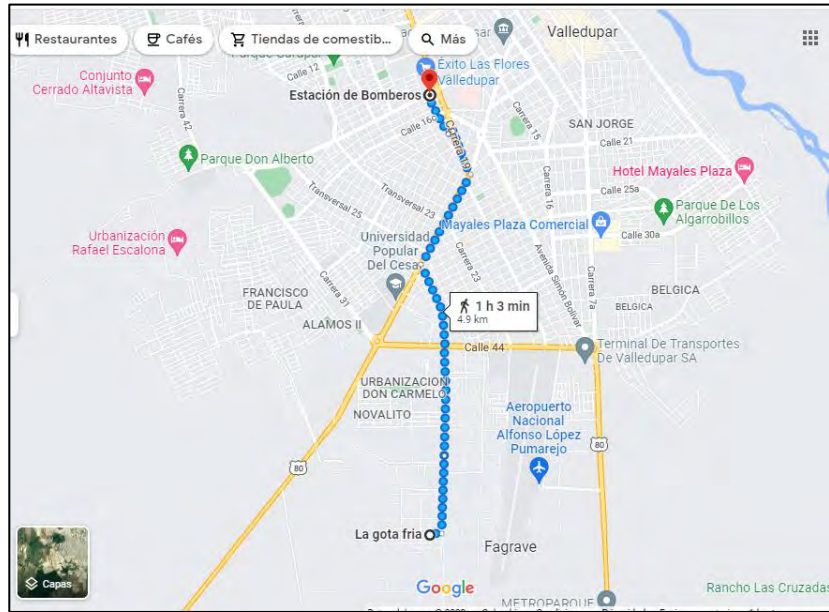 Restaurantes
Cafés
Tiendas de comestib...
Más
Valledupar
Conjunto
Cerrado Altavista
Calle 12
Éxito Las Flores
Valledupar
Estación de Bomberos
Carrera 42
Calle 16c
Carrera 19
Carrera 15
SAN JORGE
Calle 21
Parque Don Alberto
Hotel Mayales Plaza
Transversal 25
Transversal 23
Carrera 16
Calle 25a
Parque De Los
Algarrobillos
Mayales Plaza Comercial
Calle 30a
Urbanización
Rafael Escalona
Universidad
Popular
Del Cesar
Carrera 23
Avenida Simón Bolívar
Carrera 7a
BELGICA
BELGICA
FRANCISCO
DE PAULA
Carrera 31
1 h 3 min
4.9 km
ALAMOS II
Calle 44
Terminal De Transportes
De Valledupar SA
URBANIZACION
DON CARMELO
NOVALITO
Aeropuerto
Nacional
Alfonso López
Pumarejo
80
80
La gota fria
Fagrave
Capas
Google
METROPARQUE
Rancho Las Cruzadas